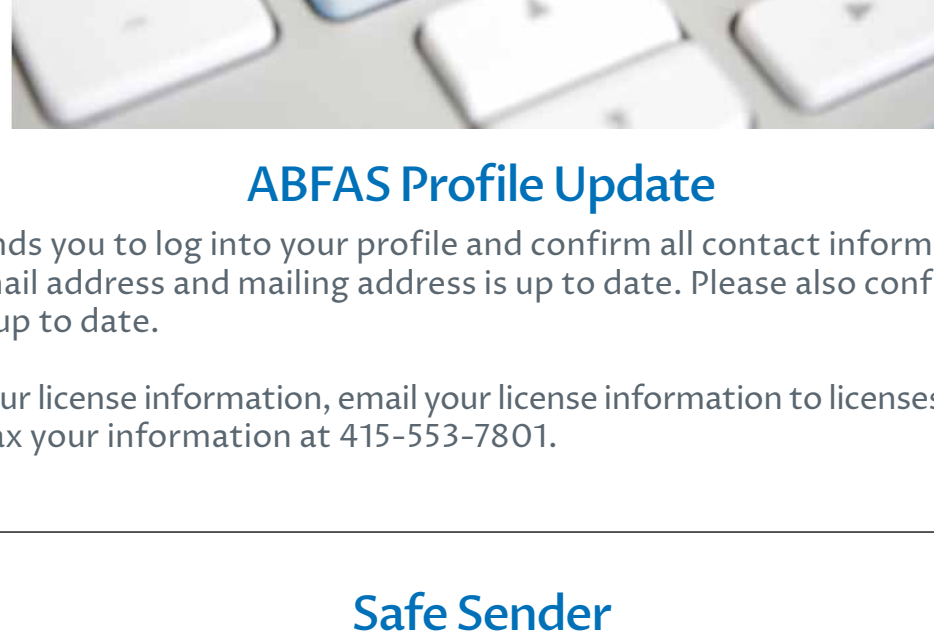 ABFAS Profile Update
nds you to log into your profile and confirm all contact inform
ail address and mailing address is up to date. Please also conf
up to date.
ur license information, email your license information to licenses
ax your information at 415-553-7801.
Safe Sender